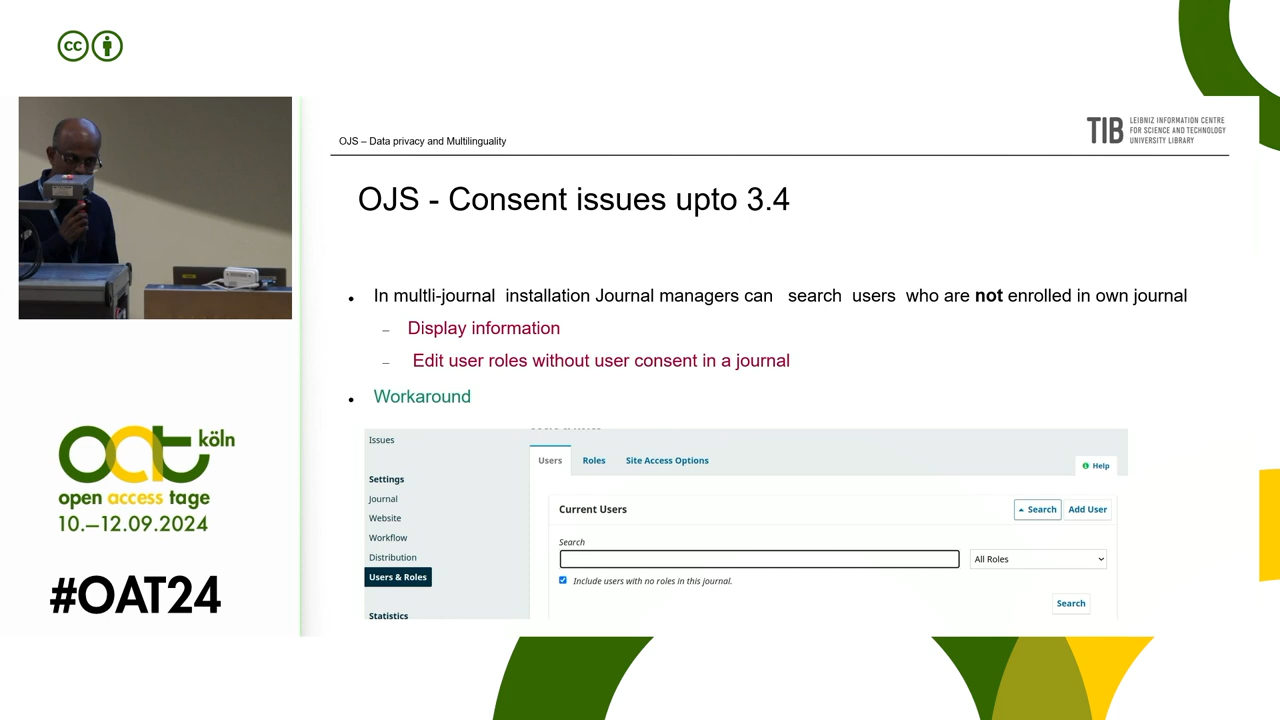 cc
OJS – Data privacy and Multilinguality
TIB
LEIBNIZ INFORMATION CENTRE
FOR SCIENCE AND TECHNOLOGY
UNIVERSITY LIBRARY
OJS - Consent issues upto 3.4
In multli-journal installation Journal managers can search users who are not enrolled in own journal
Display information
Edit user roles without user consent in a journal
Workaround
Issues
Settings
Journal
Website
Workflow
Distribution
Users & Roles
Statistics
Users Roles Site Access Options
Help
Current Users
Search Add User
Search
All Roles
Include users with no roles in this journal.
Search
oat köln
open access tage
10.–12.09.2024
#OAT24